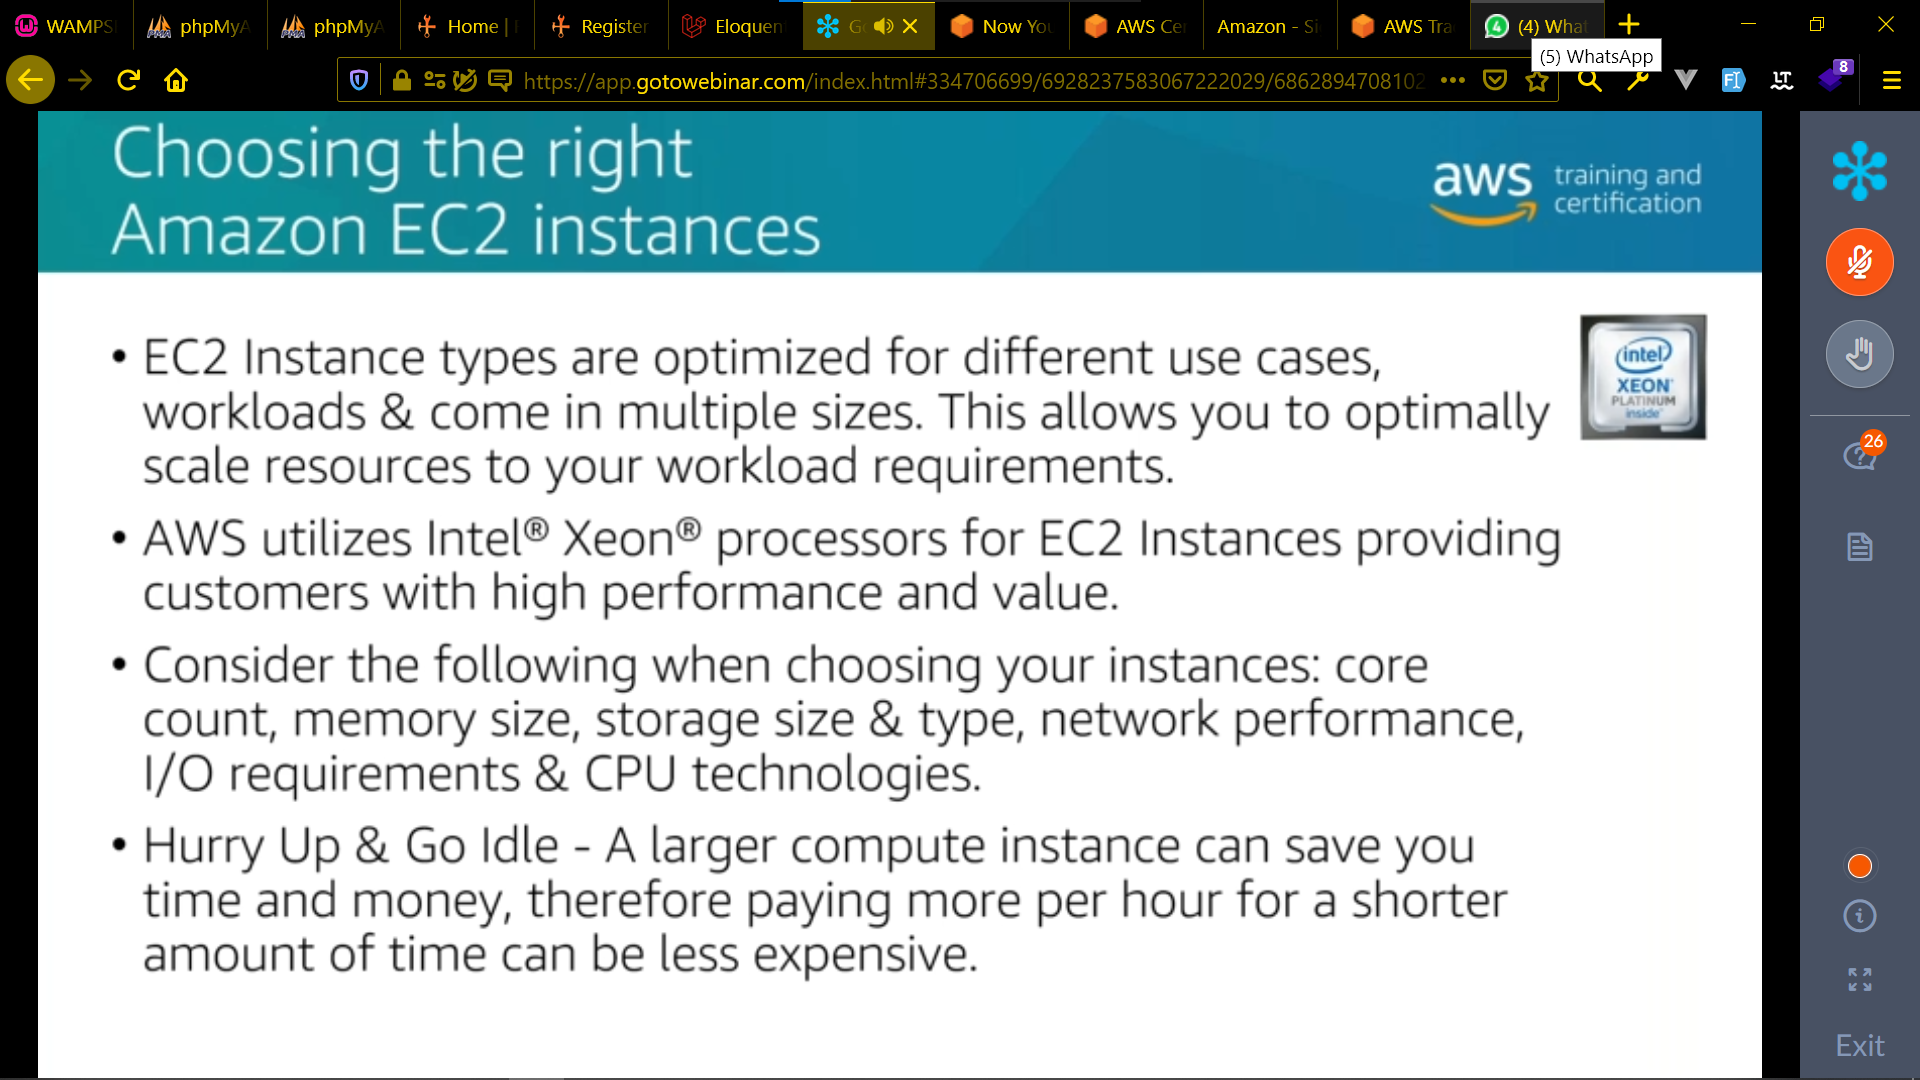 WAMPS
phpMyA
phpMyA
Home |
Register
Eloquen
G
Now Yo
AWS Ce
Amazon - Si
AWS Tra
4
(4) What
(5) WhatsApp
https://app.gotowebinar.com/index.html#334706699/6928237583067222029/6862894708102
8
Choosing the right
Amazon EC2 instances
aws training and
certification
• EC2 Instance types are optimized for different use cases,
workloads & come in multiple sizes. This allows you to optimally
scale resources to your workload requirements.
intel
XEON
PLATINUM
inside
• AWS utilizes Intel® Xeon® processors for EC2 Instances providing
customers with high performance and value.
• Consider the following when choosing your instances: core
count, memory size, storage size & type, network performance,
I/O requirements & CPU technologies.
• Hurry Up & Go Idle - A larger compute instance can save you
time and money, therefore paying more per hour for a shorter
amount of time can be less expensive.
26
Exit